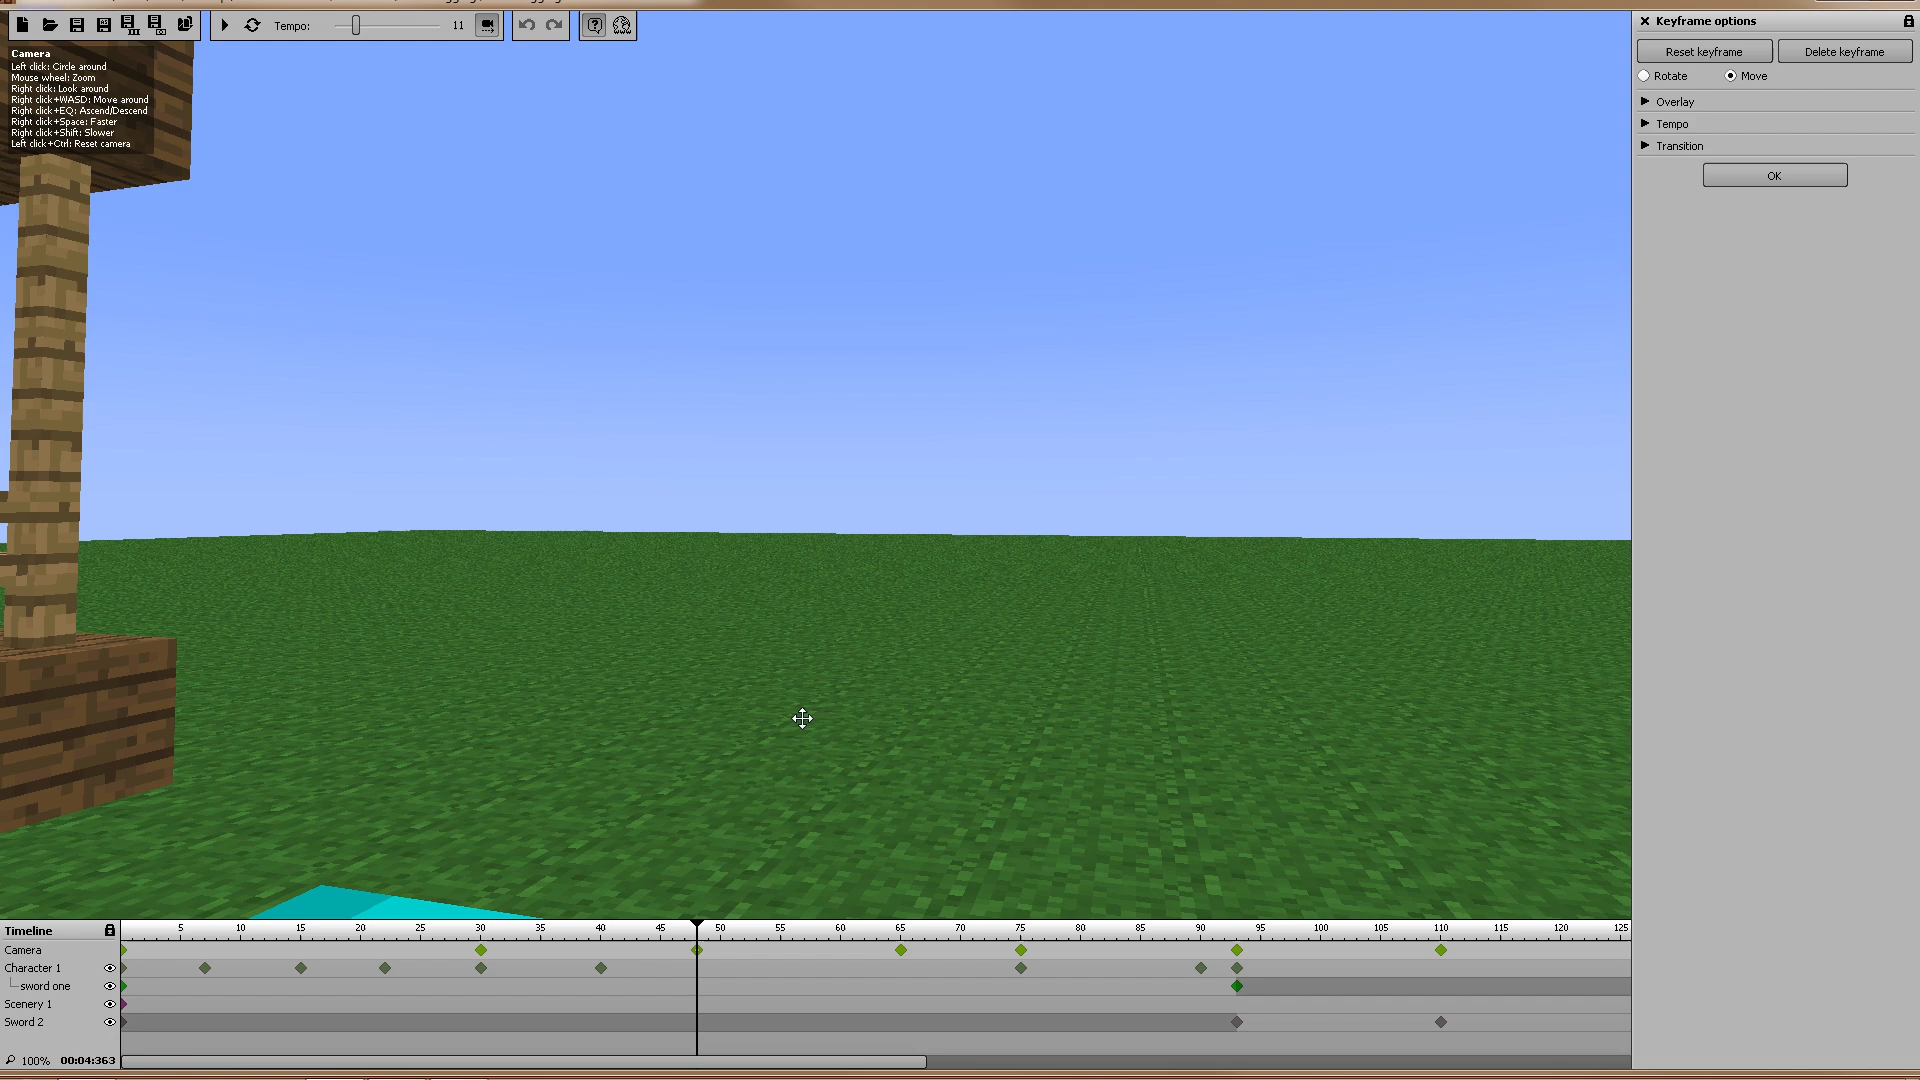 Tempo:
11
Camera
Left click: Circle around
Mouse wheel: Zoom
Right click: Look around
Right click+WASD: Move around
Right click+EQ: Ascend/Descend
Right click+Space: Faster
Right click+Shift: Slower
Left click+Ctrl: Reset camera
Keyframe options
Reset keyframe
Delete keyframe
Rotate
Move
Overlay
Tempo
Transition
OK
Timeline
5 10 15 20 25 30 35 40 45 50 55 60 65 70 75 80 85 90 95 100 105 110 115 120 125
Camera
Character 1
sword one
Scenery 1
Sword 2
100% 00:04:363